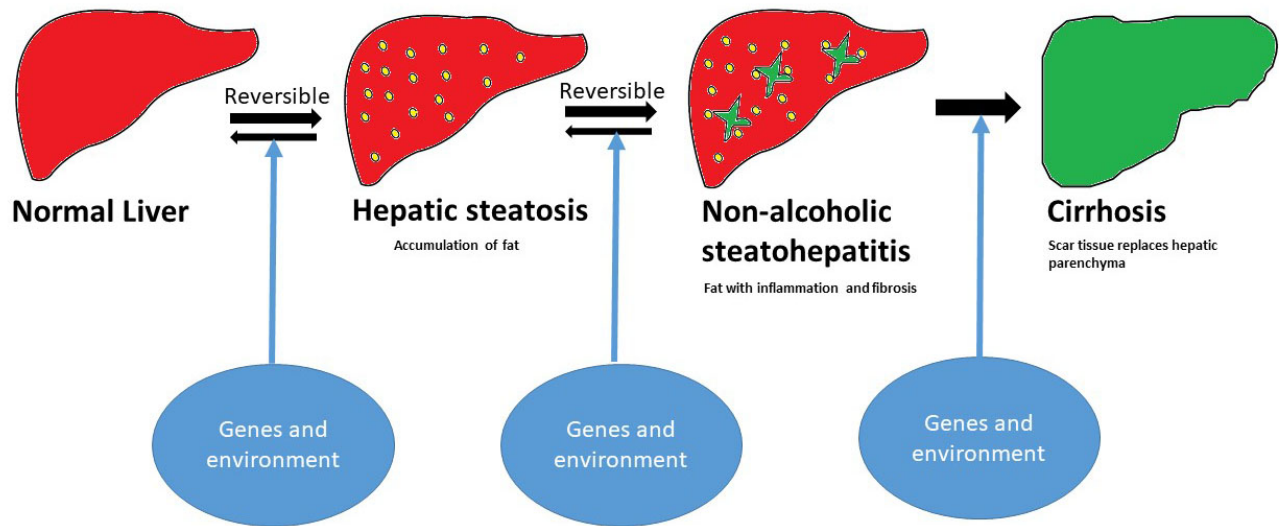 Reversible
Reversible
Normal Liver
Hepatic steatosis
Accumulation of fat
Non-alcoholic
steatohepatitis
Fat with inflammation and fibrosis
Cirrhosis
Scar tissue replaces hepatic
parenchyma
Genes and
environment
Genes and
environment
Genes and
environment